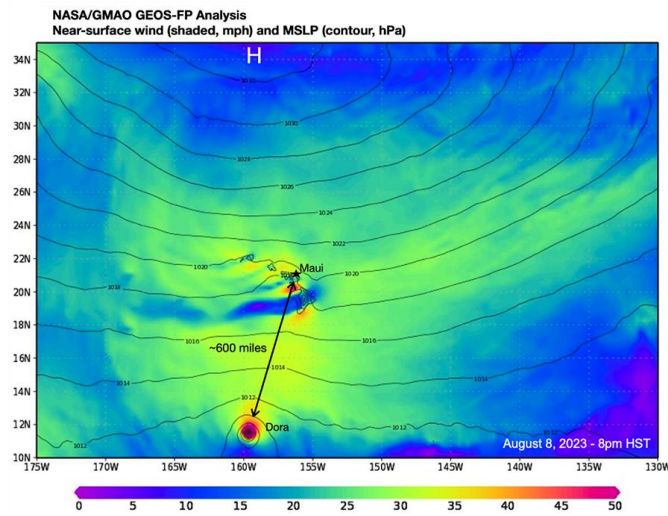 NASA/GMAO GEOS-FP Analysis
Near-surface wind (shaded, mph) and MSLP (contour, hPa)
34N
H
32N
30N
1030
28N
1028
26N
1026
24N
1024
22N
1022
1020
Maui
1020
20N
1018
18N
1016
1016
~600 miles
16N
1014
14N
1014
1014
1012
12N
Dora
1012
1012
August 8, 2023 - 8pm HST
10N
175W 170W 165W 160W 155W 150W 145W 140W 135W 130W
0 5 10 15 20 25 30 35 40 45 50